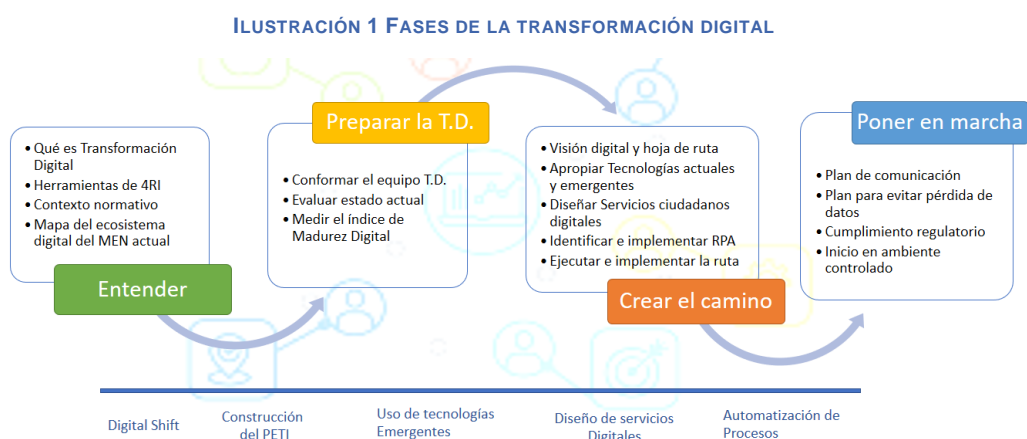 ILUSTRACIÓN 1 FASES DE LA TRANSFORMACIÓN DIGITAL
• Qué es Transformación
Digital
• Herramientas de 4RI
• Contexto normativo
• Mapa del ecosistema
digital del MEN actual
Entender
Preparar la T.D.
• Conformar el equipo T.D.
• Evaluar estado actual
• Medir el índice de
Madurez Digital
• Visión digital y hoja de ruta
• Apropiar Tecnologías actuales
y emergentes
• Diseñar Servicios ciudadanos
digitales
• Identificar e implementar RPA
• Ejecutar e implementar la ruta
Crear el camino
Poner en marcha
• Plan de comunicación
• Plan para evitar pérdida de
datos
• Cumplimiento regulatorio
• Inicio en ambiente
controlado
Digital Shift
Construcción
del PETI
Uso de tecnologías
Emergentes
Diseño de servicios
Digitales
Automatización de
Procesos